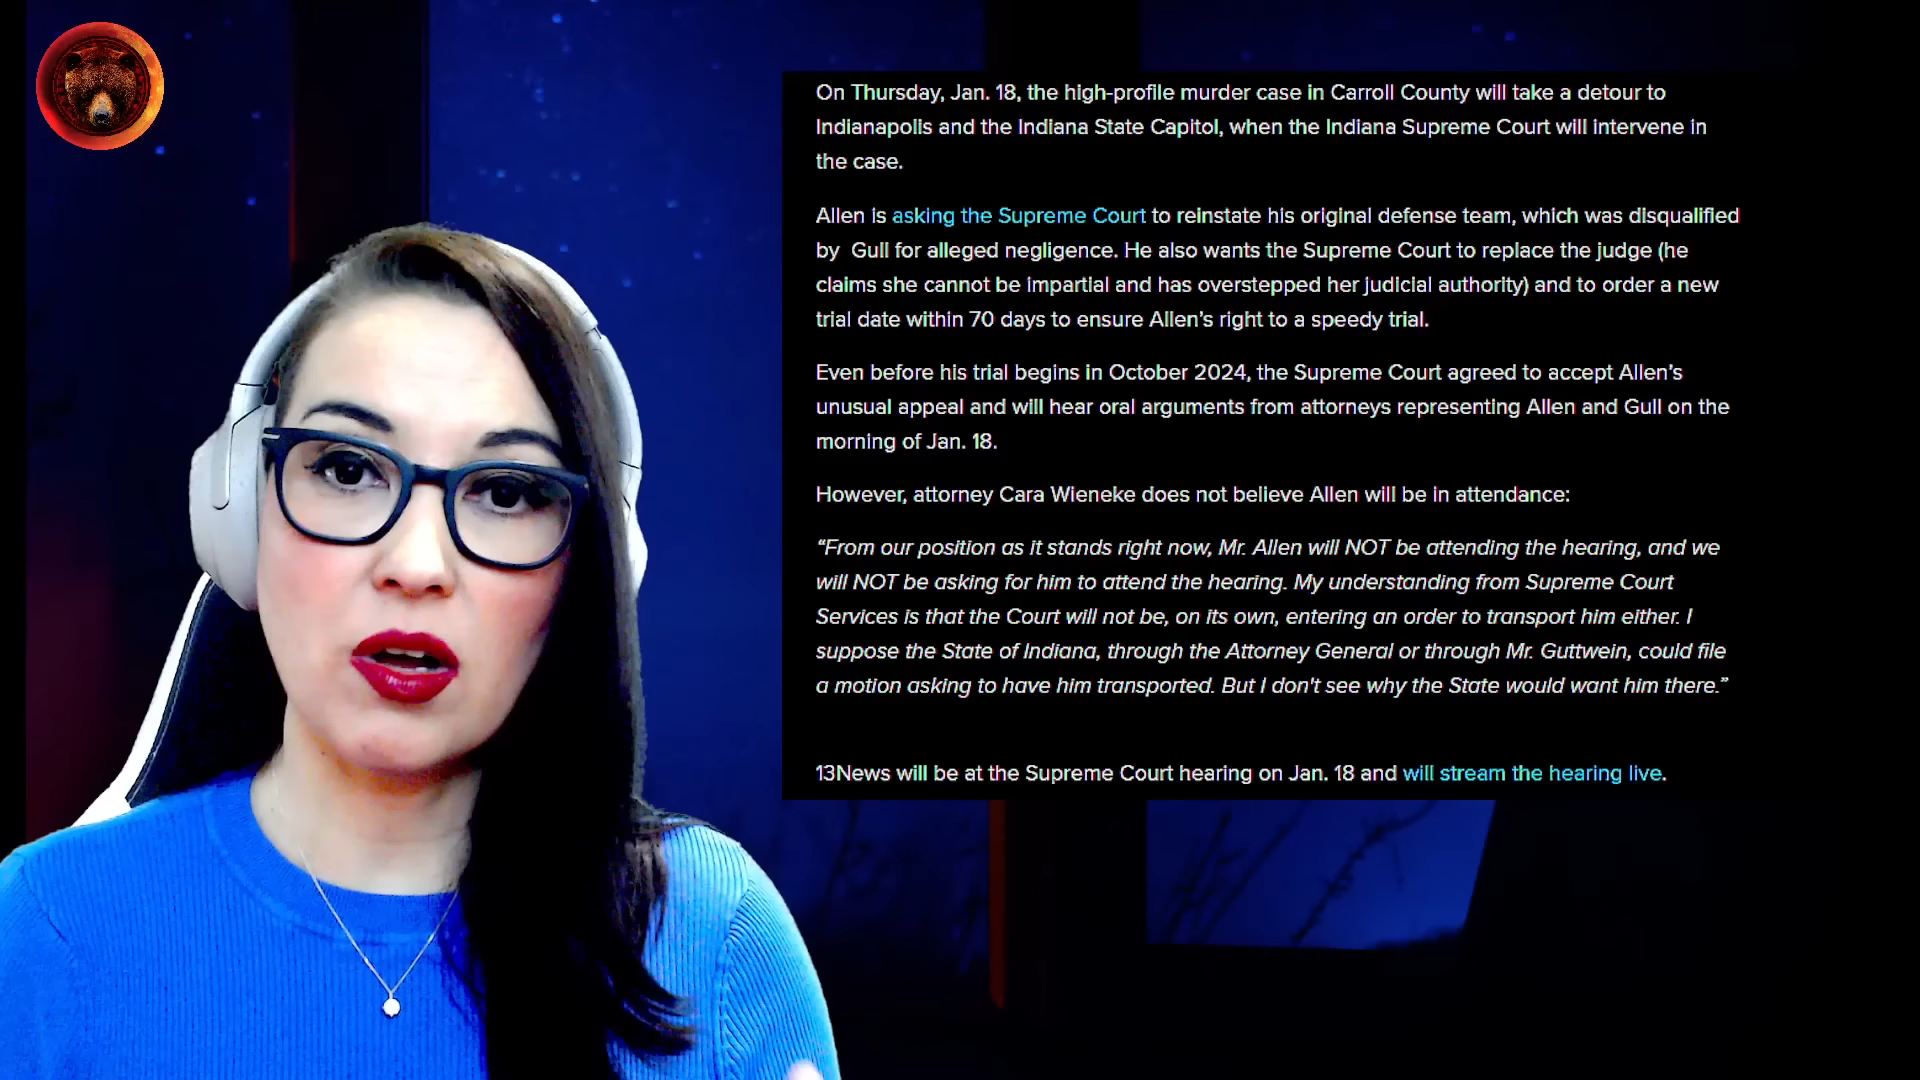 On Thursday, Jan. 18, the high-profile murder case in Carroll County will take a detour to
Indianapolis and the Indiana State Capitol, when the Indiana Supreme Court will intervene in
the case.
Allen is asking the Supreme Court to reinstate his original defense team, which was disqualified
by  Gull for alleged negligence. He also wants the Supreme Court to replace the judge (he
claims she cannot be impartial and has overstepped her judicial authority) and to order a new
trial date within 70 days to ensure Allen’s right to a speedy trial.
Even before his trial begins in October 2024, the Supreme Court agreed to accept Allen’s
unusual appeal and will hear oral arguments from attorneys representing Allen and Gull on the
morning of Jan. 18.
However, attorney Cara Wieneke does not believe Allen will be in attendance:
“From our position as it stands right now, Mr. Allen will NOT be attending the hearing, and we
will NOT be asking for him to attend the hearing. My understanding from Supreme Court
Services is that the Court will not be, on its own, entering an order to transport him either. I
suppose the State of Indiana, through the Attorney General or through Mr. Guttwein, could file
a motion asking to have him transported. But I don't see why the State would want him there.”
13News will be at the Supreme Court hearing on Jan. 18 and will stream the hearing live.